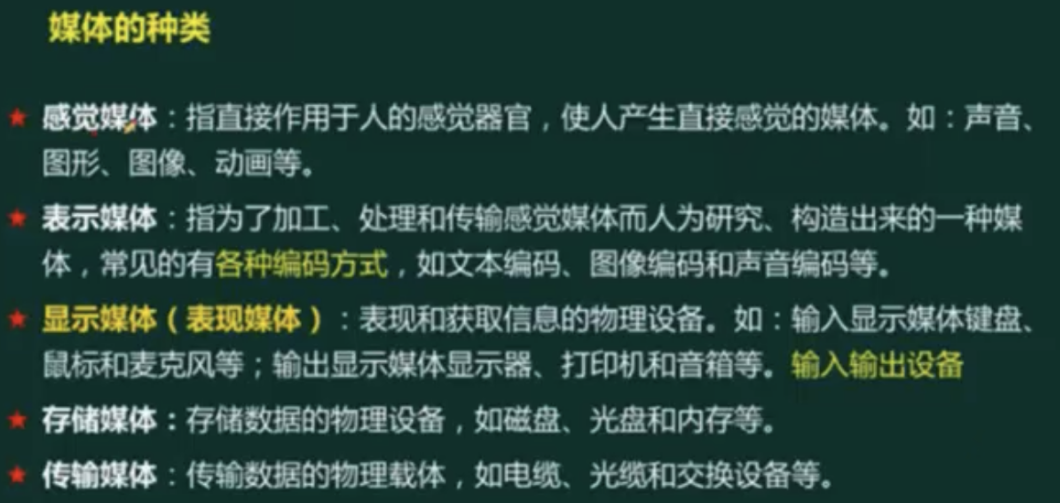 媒体的种类
感觉媒体：指直接作用于人的感觉器官，使人产生直接感觉的媒体。如：声音、
图形、图像、动画等。
表示媒体：指为了加工、处理和传输感觉媒体而人为研究、构造出来的一种媒
体，常见的有各种编码方式，如文本编码、图像编码和声音编码等。
显示媒体（表现媒体）：表现和获取信息的物理设备。如：输入显示媒体键盘、
鼠标和麦克风等；输出显示媒体显示器、打印机和音箱等。输入输出设备
存储媒体：存储数据的物理设备，如磁盘、光盘和内存等。
传输媒体：传输数据的物理载体，如电缆、光缆和交换设备等。